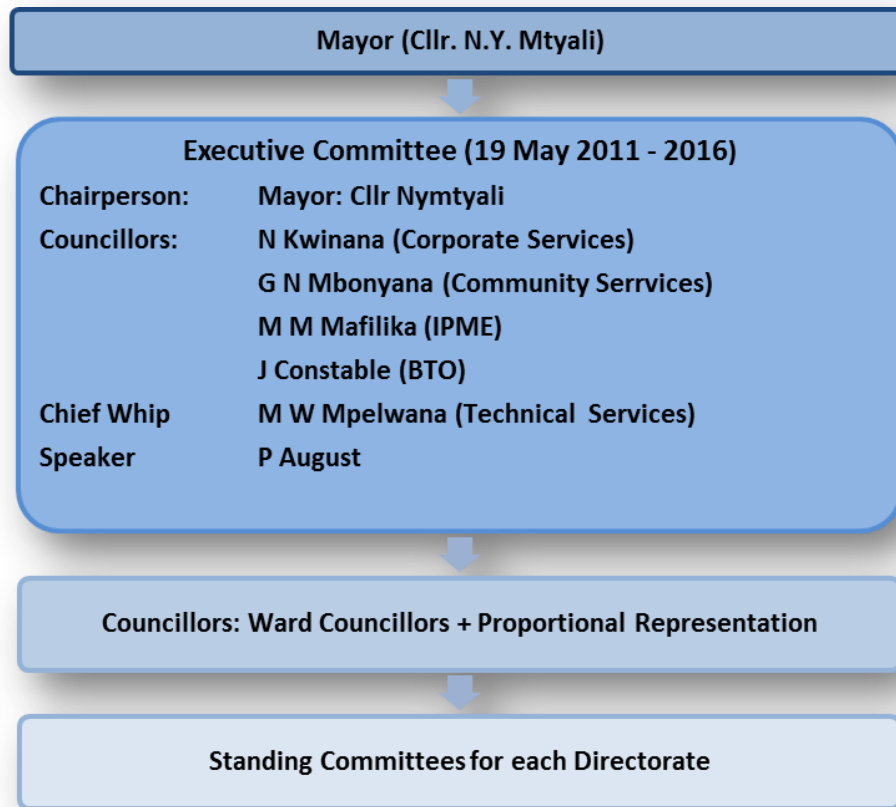 Mayor (Cllr. N.Y. Mtyali)
Executive Committee (19 May 2011 - 2016)
Chairperson: Mayor: Cllr Nymtyali
Councillors: N Kwinana (Corporate Services)
G N Mbonyana (Community Serrvices)
M M Mafilika (IPME)
J Constable (BTO)
Chief Whip M W Mpelwana (Technical Services)
Speaker P August
Councillors: Ward Councillors + Proportional Representation
Standing Committees for each Directorate